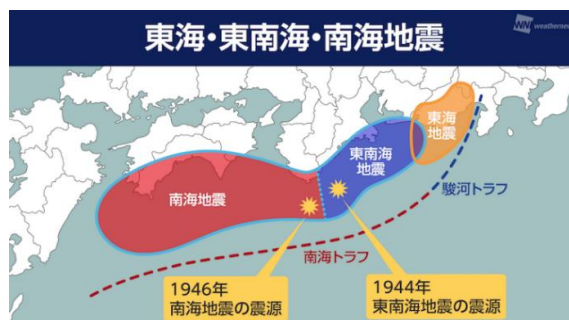 WNI weathernews
東海・東南海・南海地震
東海
地震
東南海
地震
南海地震
駿河トラフ
南海トラフ
1946年
南海地震の震源
1944年
東南海地震の震源